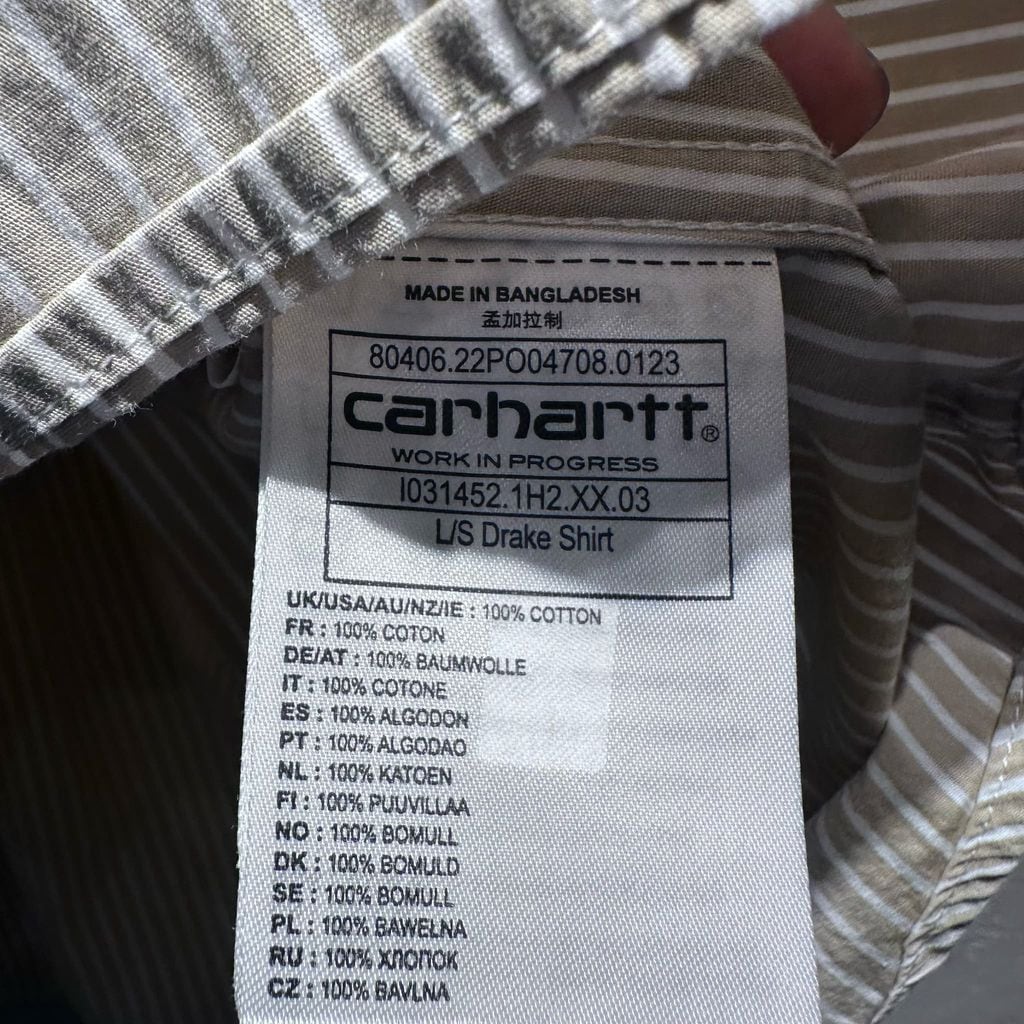 MADE IN BANGLADESH
孟加拉制
80406.22PO04708.0123
carhartt®
WORK IN PROGRESS
I031452.1H2.XX.03
L/S Drake Shirt
UK/USA/AU/NZ/IE : 100% COTTON
FR : 100% COTON
DE/AT : 100% BAUMWOLLE
IT : 100% COTONE
ES : 100% ALGODON
PT : 100% ALGODAO
NL : 100% KATOEN
FI : 100% PUUVILLAA
NO : 100% BOMULL
DK : 100% BOMULD
SE : 100% BOMULL
PL : 100% BAWEŁNA
RU : 100% ХЛОПОК
CZ : 100% BAVLNA